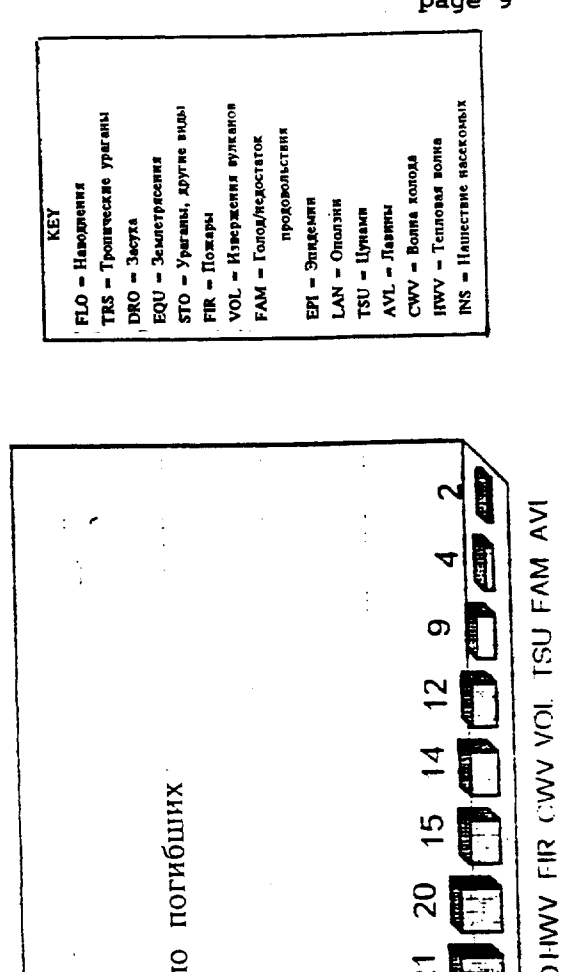 page 9
KEY
FLO – Наводнения
TRS – Тропические ураганы
DRO – Засуха
EQU – Землетрясения
STO – Ураганы, другие виды
FIR – Пожары
VOL – Извержения вулканов
FAM – Голод/недостаток
продовольствия
EPI – Эпидемии
LAN – Оползни
TSU – Цунами
AVL – Лавины
CWV – Волна холода
HWV – Тепловая волна
INS – Нашествие насекомых
погибших
21 20 15 14 12 9 4 2
HWV FIR CWV VOL TSU FAM AVI